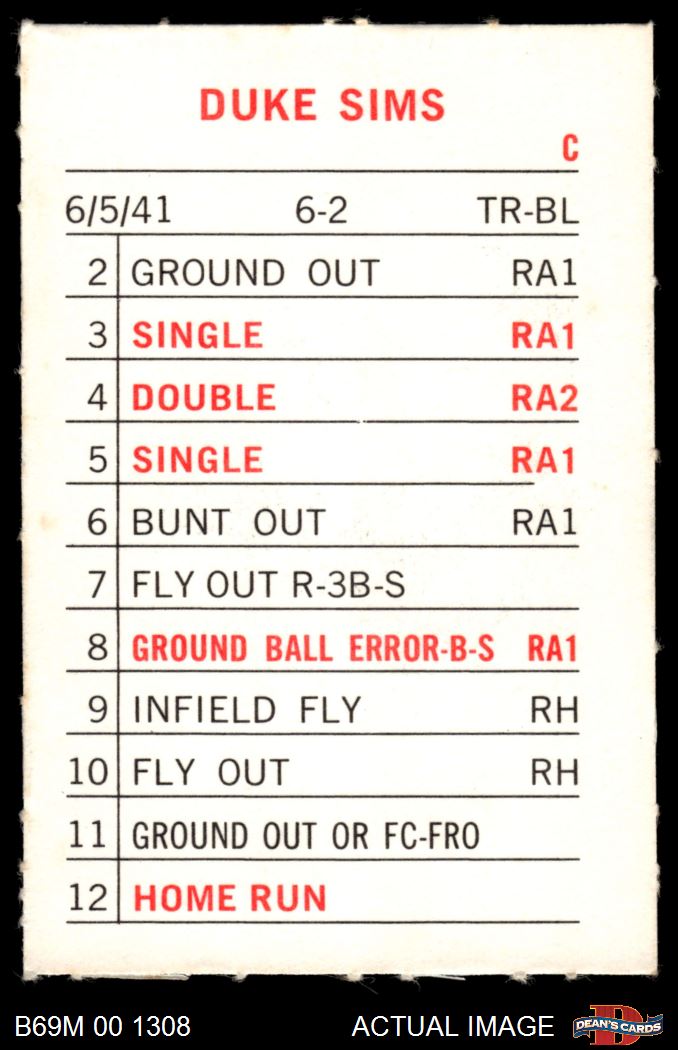 DUKE SIMS
C
6/5/41 6-2 TR-BL
2 GROUND OUT RA1
3 SINGLE RA1
4 DOUBLE RA2
5 SINGLE RA1
6 BUNT OUT RA1
7 FLY OUT R-3B-S
8 GROUND BALL ERROR-B-S RA1
9 INFIELD FLY RH
10 FLY OUT RH
11 GROUND OUT OR FC-FRO
12 HOME RUN
B69M 00 1308 ACTUAL IMAGE D DEAN'S CARDS